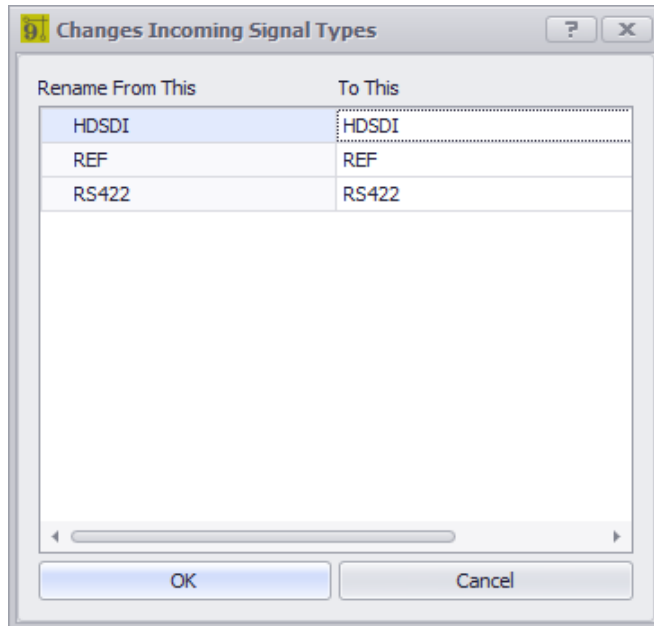 Changes Incoming Signal Types
Rename From This To This
HDSDI HDSDI
REF REF
RS422 RS422
OK Cancel